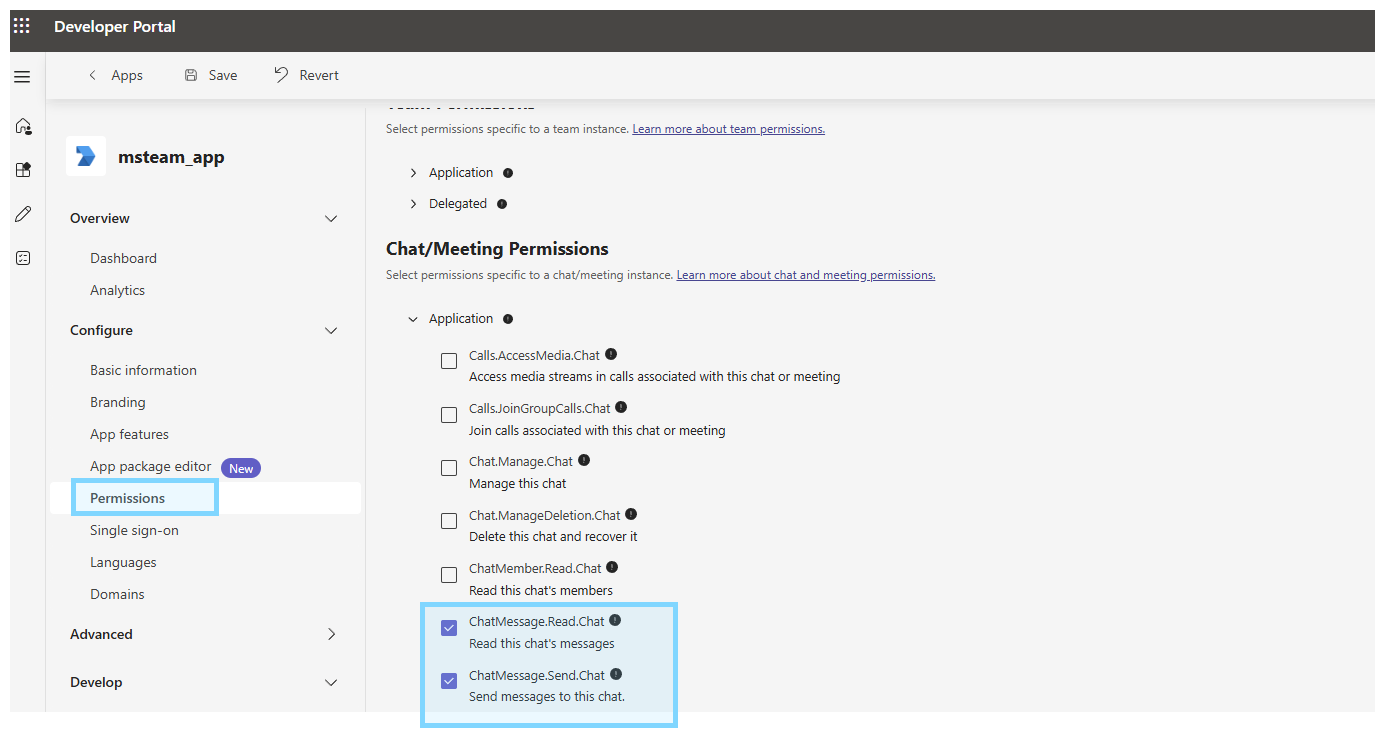 Developer Portal
Apps
Save
Revert
msteam_app
Overview
Dashboard
Analytics
Configure
Basic information
Branding
App features
App package editor New
Permissions
Single sign-on
Languages
Domains
Advanced
Develop
Select permissions specific to a team instance. Learn more about team permissions.
Application
Delegated
Chat/Meeting Permissions
Select permissions specific to a chat/meeting instance. Learn more about chat and meeting permissions.
Application
Calls.AccessMedia.Chat
Access media streams in calls associated with this chat or meeting
Calls.JoinGroupCalls.Chat
Join calls associated with this chat or meeting
Chat.Manage.Chat
Manage this chat
Chat.ManageDeletion.Chat
Delete this chat and recover it
ChatMember.Read.Chat
Read this chat's members
ChatMessage.Read.Chat
Read this chat's messages
ChatMessage.Send.Chat
Send messages to this chat.